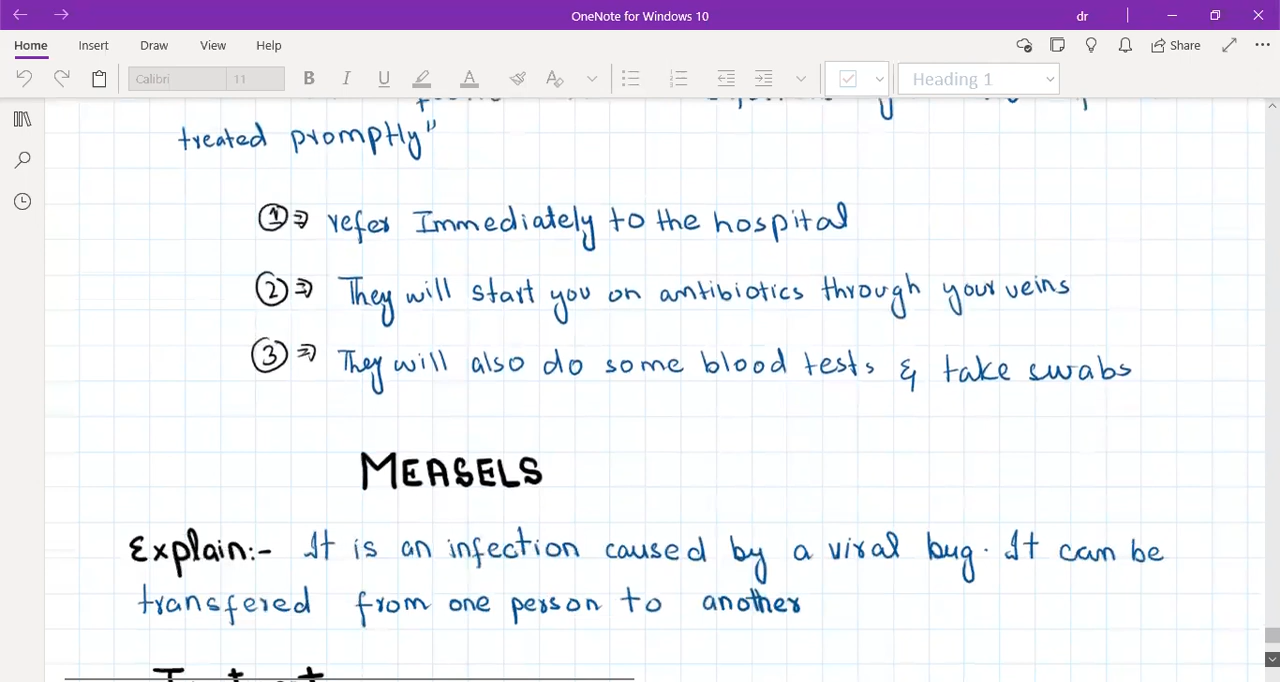 OneNote for Windows 10
dr
Home Insert Draw View Help
Share
Calibri 11 B I U A Heading 1
treated promptly"
① ⇒ refer Immediately to the hospital
② ⇒ They will start you on antibiotics through your veins
③ ⇒ They will also do some blood tests & take swabs
MEASELS
Explain:- It is an infection caused by a viral bug. It can be
transfered from one person to another